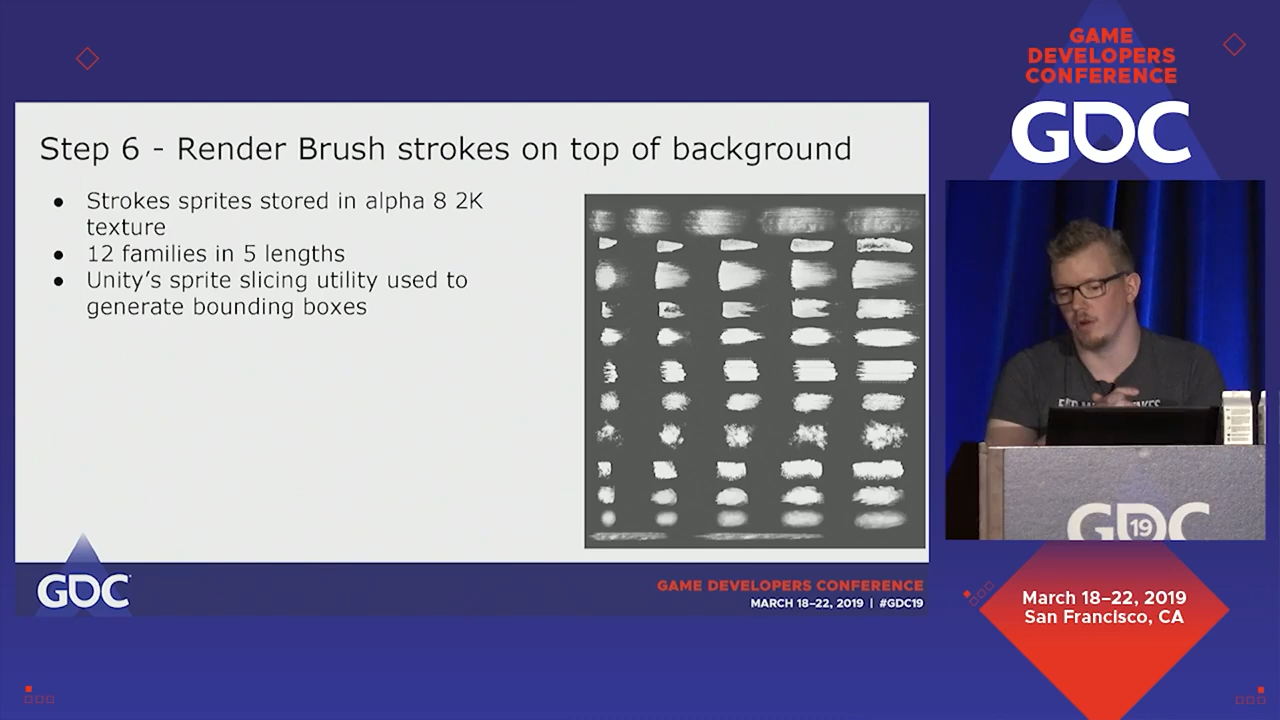 GAME
DEVELOPERS
CONFERENCE
GDC
Step 6 - Render Brush strokes on top of background
● Strokes sprites stored in alpha 8 2K
texture
● 12 families in 5 lengths
● Unity's sprite slicing utility used to
generate bounding boxes
GDC
19
GDC
GAME DEVELOPERS CONFERENCE
MARCH 18–22, 2019 | #GDC19
March 18–22, 2019
San Francisco, CA